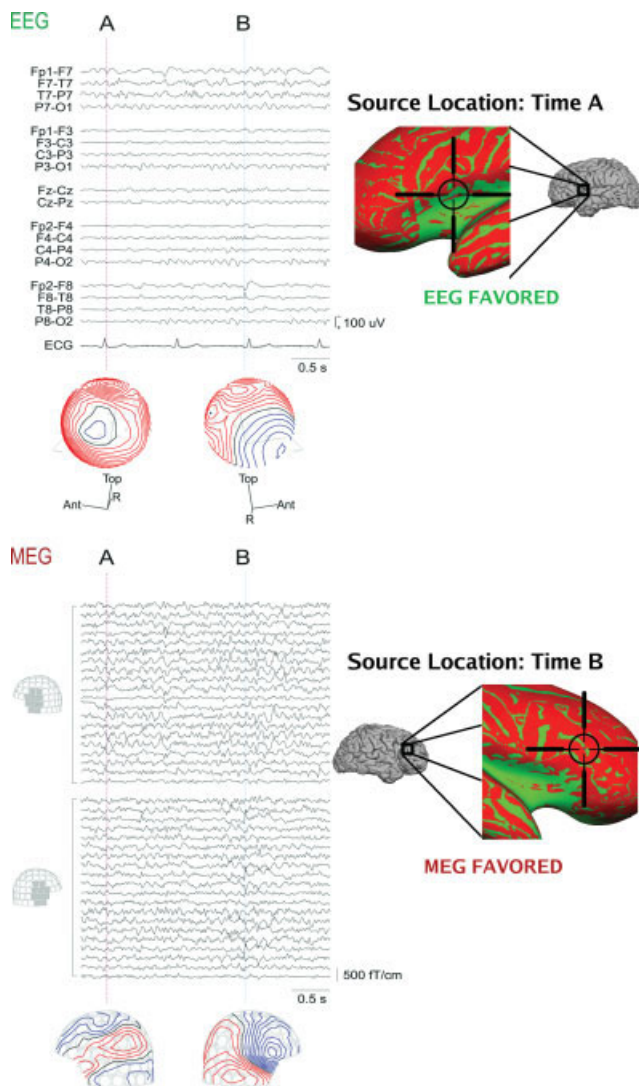 EEG
A B
Fp1-F7
F7-T7
T7-P7
P7-O1
Fp1-F3
F3-C3
C3-P3
P3-O1
Fz-Cz
Cz-Pz
Fp2-F4
F4-C4
C4-P4
P4-O2
Fp2-F8
F8-T8
T8-P8
P8-O2
100 uV
ECG
0.5 s
Top
Ant
R
Top
Ant
R
Source Location: Time A
EEG FAVORED
MEG
A B
500 fT/cm
0.5 s
Source Location: Time B
MEG FAVORED